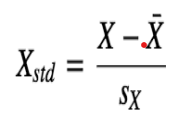 X_std = (X − X̄) / s_X